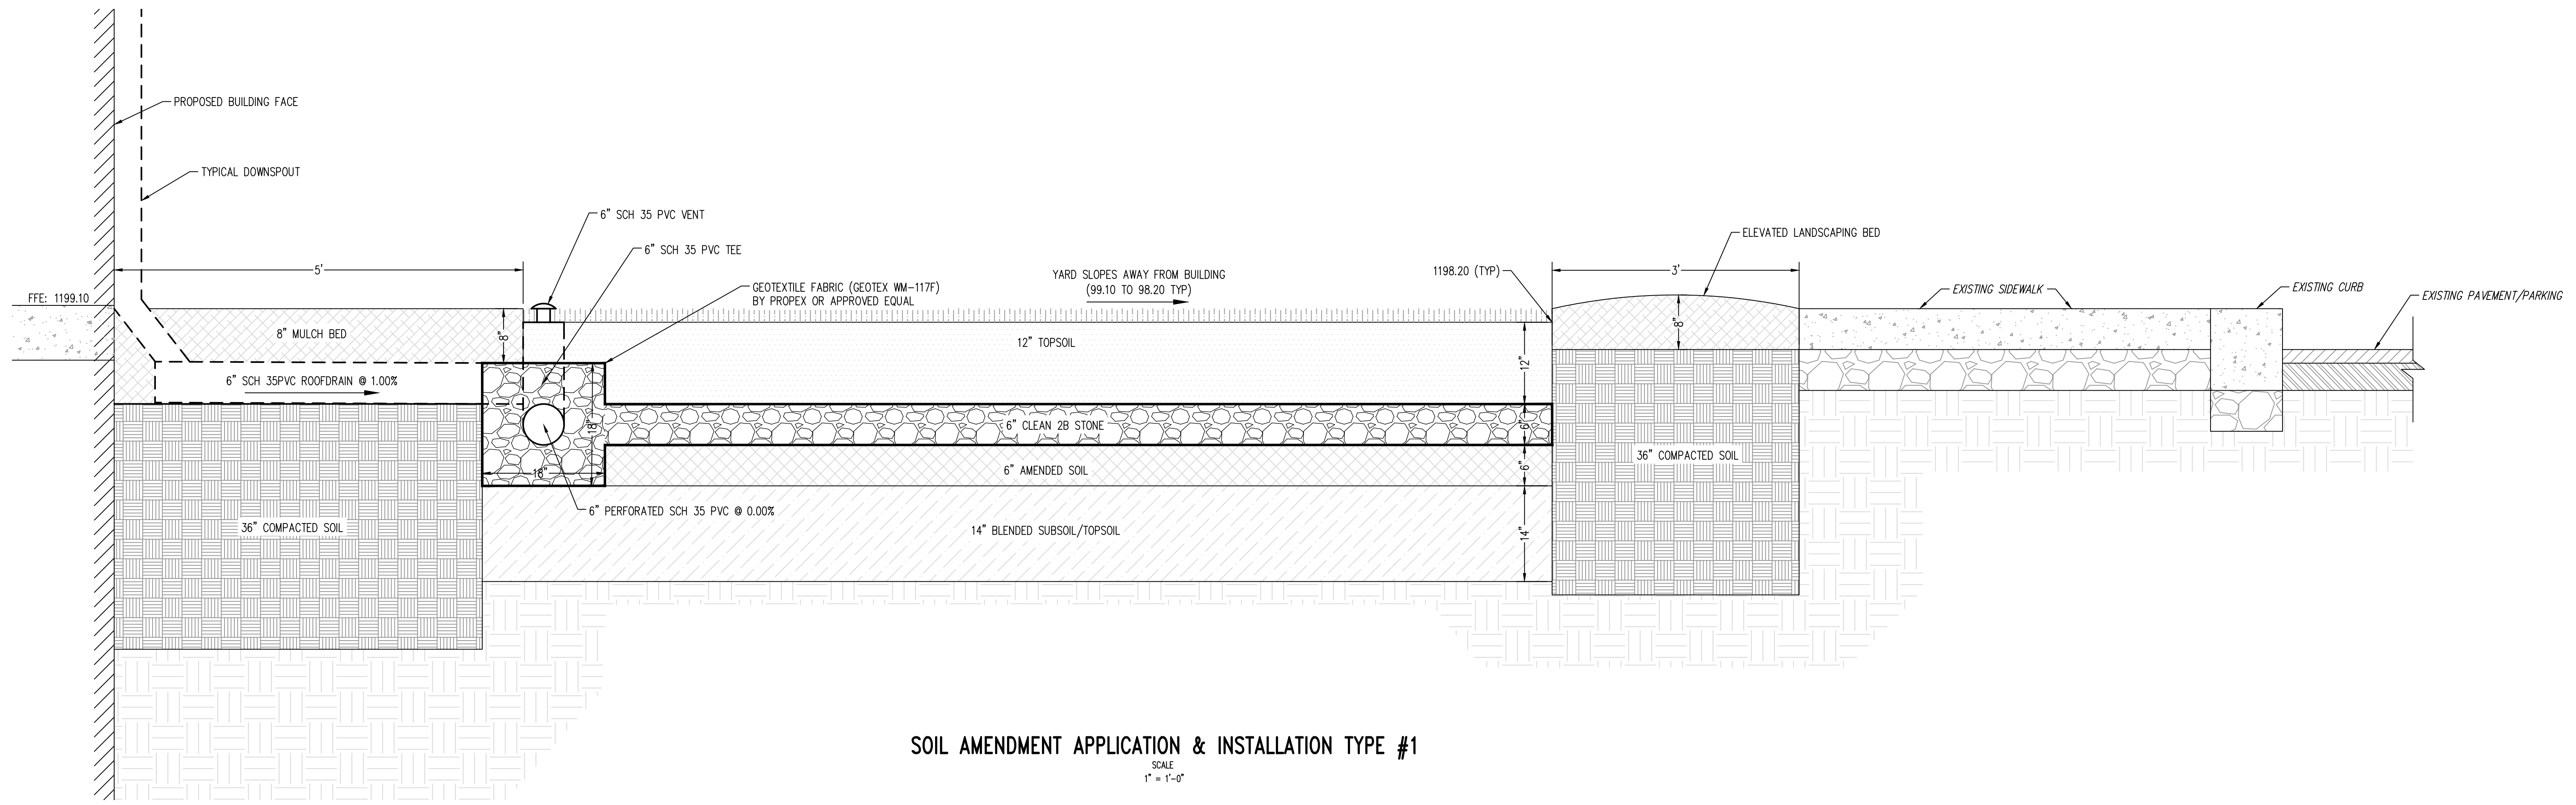 PROPOSED BUILDING FACE
TYPICAL DOWNSPOUT
6" SCH 35 PVC VENT
6" SCH 35 PVC TEE
ELEVATED LANDSCAPING BED
5'
YARD SLOPES AWAY FROM BUILDING
(99.10 TO 98.20 TYP)
1198.20 (TYP)
3'
GEOTEXTILE FABRIC (GEOTEX WM-117F)
BY PROPEX OR APPROVED EQUAL
EXISTING SIDEWALK
EXISTING CURB
EXISTING PAVEMENT/PARKING
FFE: 1199.10
8" MULCH BED
8"
12" TOPSOIL
12"
8"
6" SCH 35PVC ROOFDRAIN @ 1.00%
18"
6" CLEAN 2B STONE
6"
36" COMPACTED SOIL
18"
6" AMENDED SOIL
6"
6" PERFORATED SCH 35 PVC @ 0.00%
36" COMPACTED SOIL
14" BLENDED SUBSOIL/TOPSOIL
14"
SOIL AMENDMENT APPLICATION & INSTALLATION TYPE #1
SCALE
1" = 1'-0"